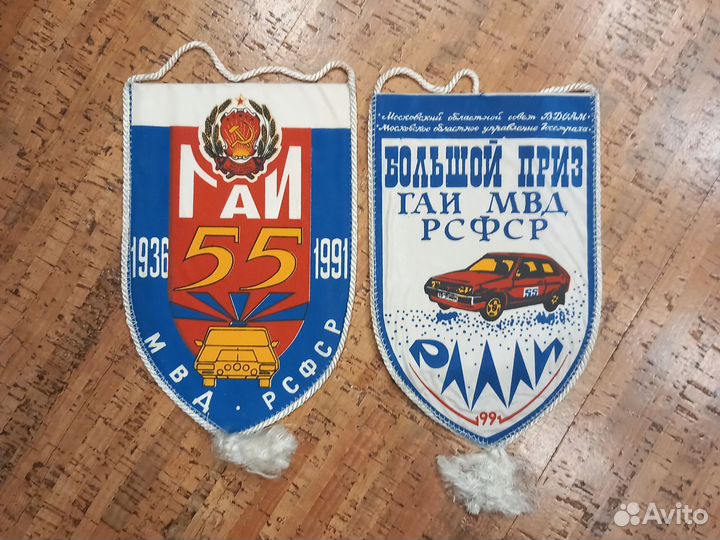 ГАИ
1936 55 1991
МВД · РСФСР
· Московский областной совет ВДОАМ ·
· Московское областное управление Госстраха ·
БОЛЬШОЙ ПРИЗ
ГАИ МВД
РСФСР
55
РАЛЛИ
1991
Avito